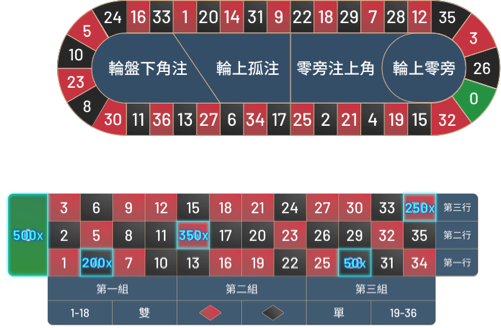 24 16 33 1 20 14 31 9 22 18 29 7 28 12 35
5 3
10 輪盤下角注 輪上孤注 零旁注上角 輪上零旁 26
23 0
8
30 11 36 13 27 6 34 17 25 2 21 4 19 15 32
3 6 9 12 15 18 21 24 27 30 33 250x 第三行
500x 2 5 8 11 350x 17 20 23 26 29 32 35 第二行
1 200x 7 10 13 16 19 22 25 50x 31 34 第一行
第一組 第二組 第三組
1-18 雙 單 19-36